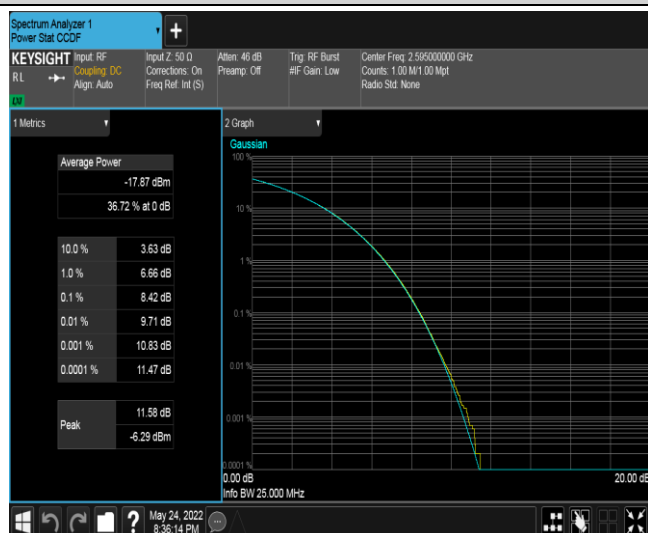 Spectrum Analyzer 1
Power Stat CCDF
KEYSIGHT
RL
LXI
Input: RF
Coupling: DC
Align: Auto
Input Z: 50 Ω
Corrections: On
Freq Ref: Int (S)
Atten: 46 dB
Preamp: Off
Trig: RF Burst
#IF Gain: Low
Center Freq: 2.595000000 GHz
Counts: 1.00 M/1.00 Mpt
Radio Std: None
1 Metrics
Average Power
-17.87 dBm
36.72 % at 0 dB
10.0 % 3.63 dB
1.0 % 6.66 dB
0.1 % 8.42 dB
0.01 % 9.71 dB
0.001 % 10.83 dB
0.0001 % 11.47 dB
Peak
11.58 dB
-6.29 dBm
2 Graph
Gaussian
100 %
10 %
1 %
0.1 %
0.01 %
0.001 %
0.0001 %
0.00 dB 20.00 dB
Info BW 25.000 MHz
?
May 24, 2022
8:36:14 PM